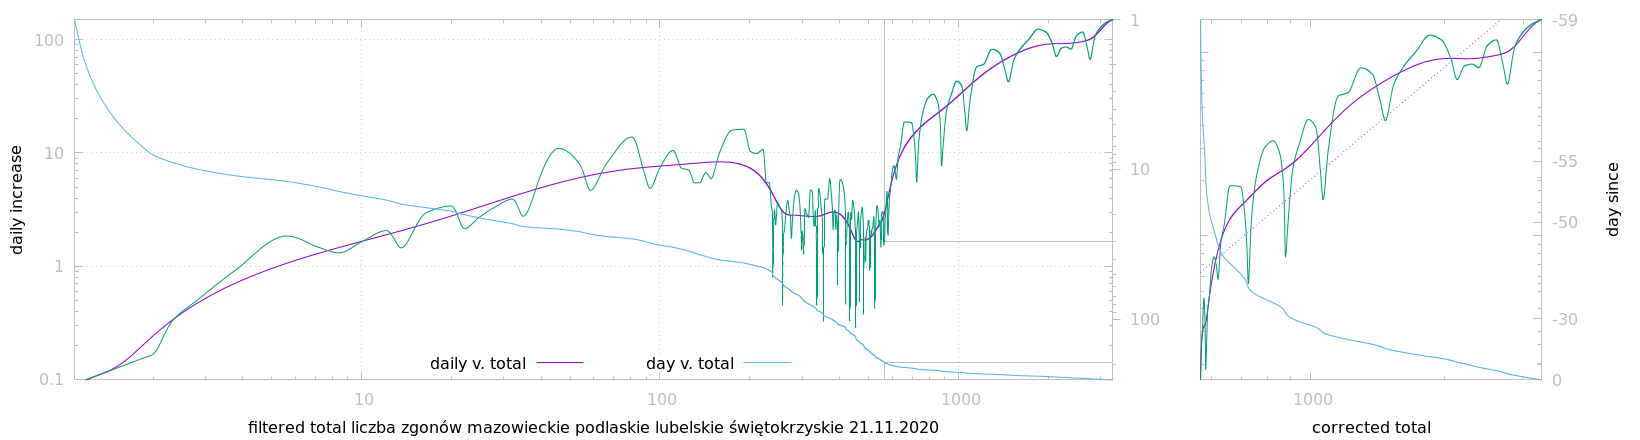 100
10
1
0.1
daily increase
10
100
1000
1
10
100
daily v. total
day v. total
filtered total liczba zgonów mazowieckie podlaskie lubelskie świętokrzyskie 21.11.2020
-59
-55
-50
-30
0
day since
1000
corrected total